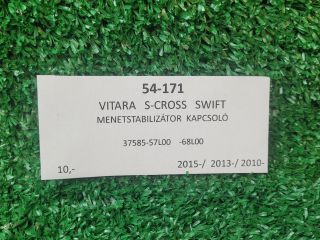 54-171
VITARA S-CROSS SWIFT
MENETSTABILIZÁTOR KAPCSOLÓ
37585-57L00 -68L00
10,- 2015-/ 2013-/ 2010-